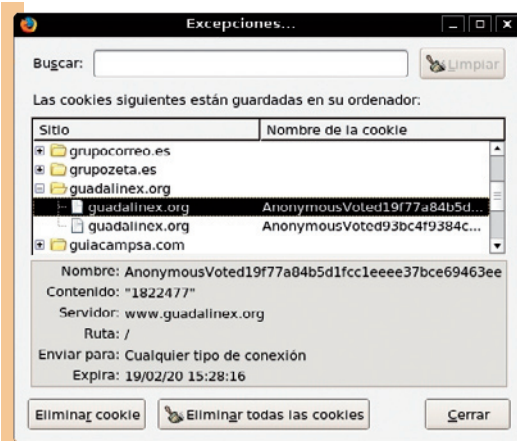 Excepciones...
Buscar:
Limpiar
Las cookies siguientes están guardadas en su ordenador:
Sitio Nombre de la cookie
grupocorreo.es
grupozeta.es
guadalinex.org
guadalinex.org AnonymousVoted19f77a84b5d...
guadalinex.org AnonymousVoted93bc4f9384c...
guiacampsa.com
Nombre: AnonymousVoted19f77a84b5d1fcc1eeee37bce69463ee
Contenido: "1822477"
Servidor: www.guadalinex.org
Ruta: /
Enviar para: Cualquier tipo de conexión
Expira: 19/02/20 15:28:16
Eliminar cookie
Eliminar todas las cookies
Cerrar